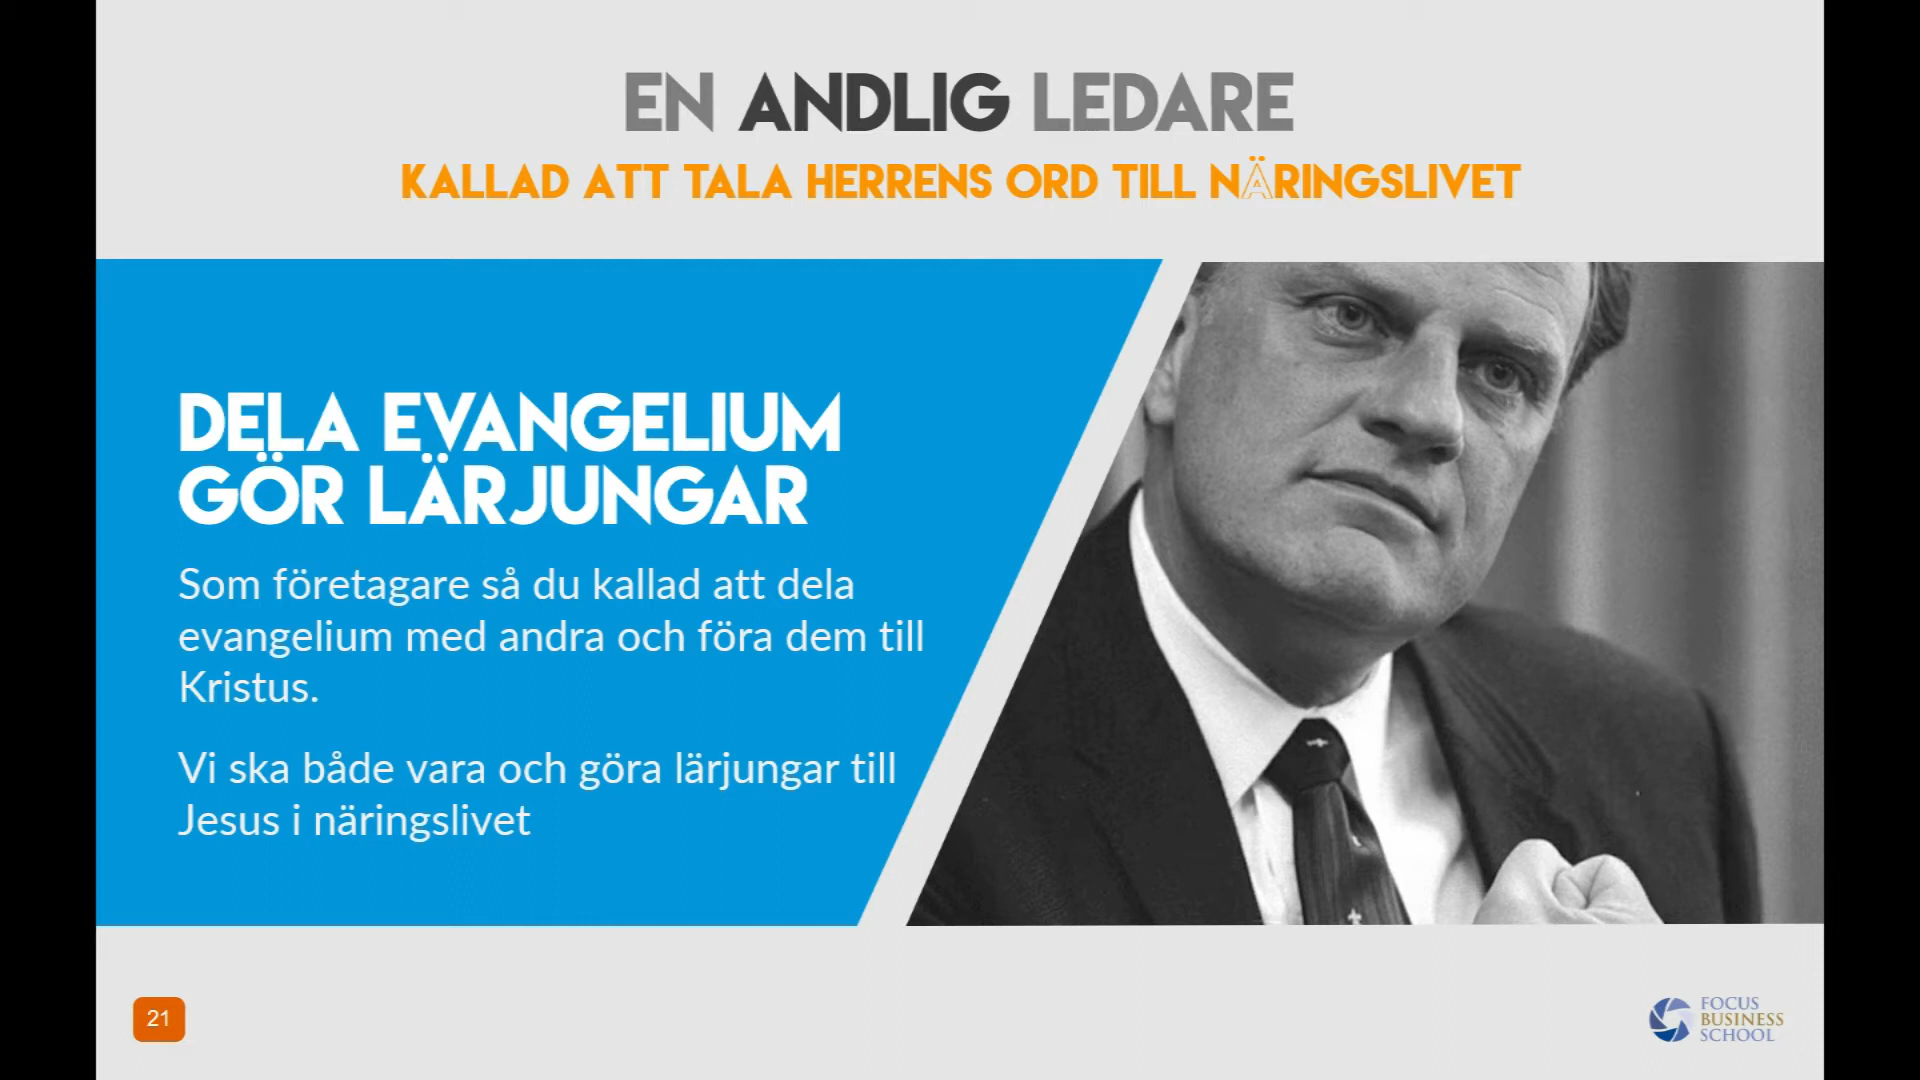 EN ANDLIG LEDARE
KALLAD ATT TALA HERRENS ORD TILL NÄRINGSLIVET
DELA EVANGELIUM
GÖR LÄRJUNGAR
Som företagare så du kallad att dela
evangelium med andra och föra dem till
Kristus.
Vi ska både vara och göra lärjungar till
Jesus i näringslivet
21
FOCUS
BUSINESS
SCHOOL